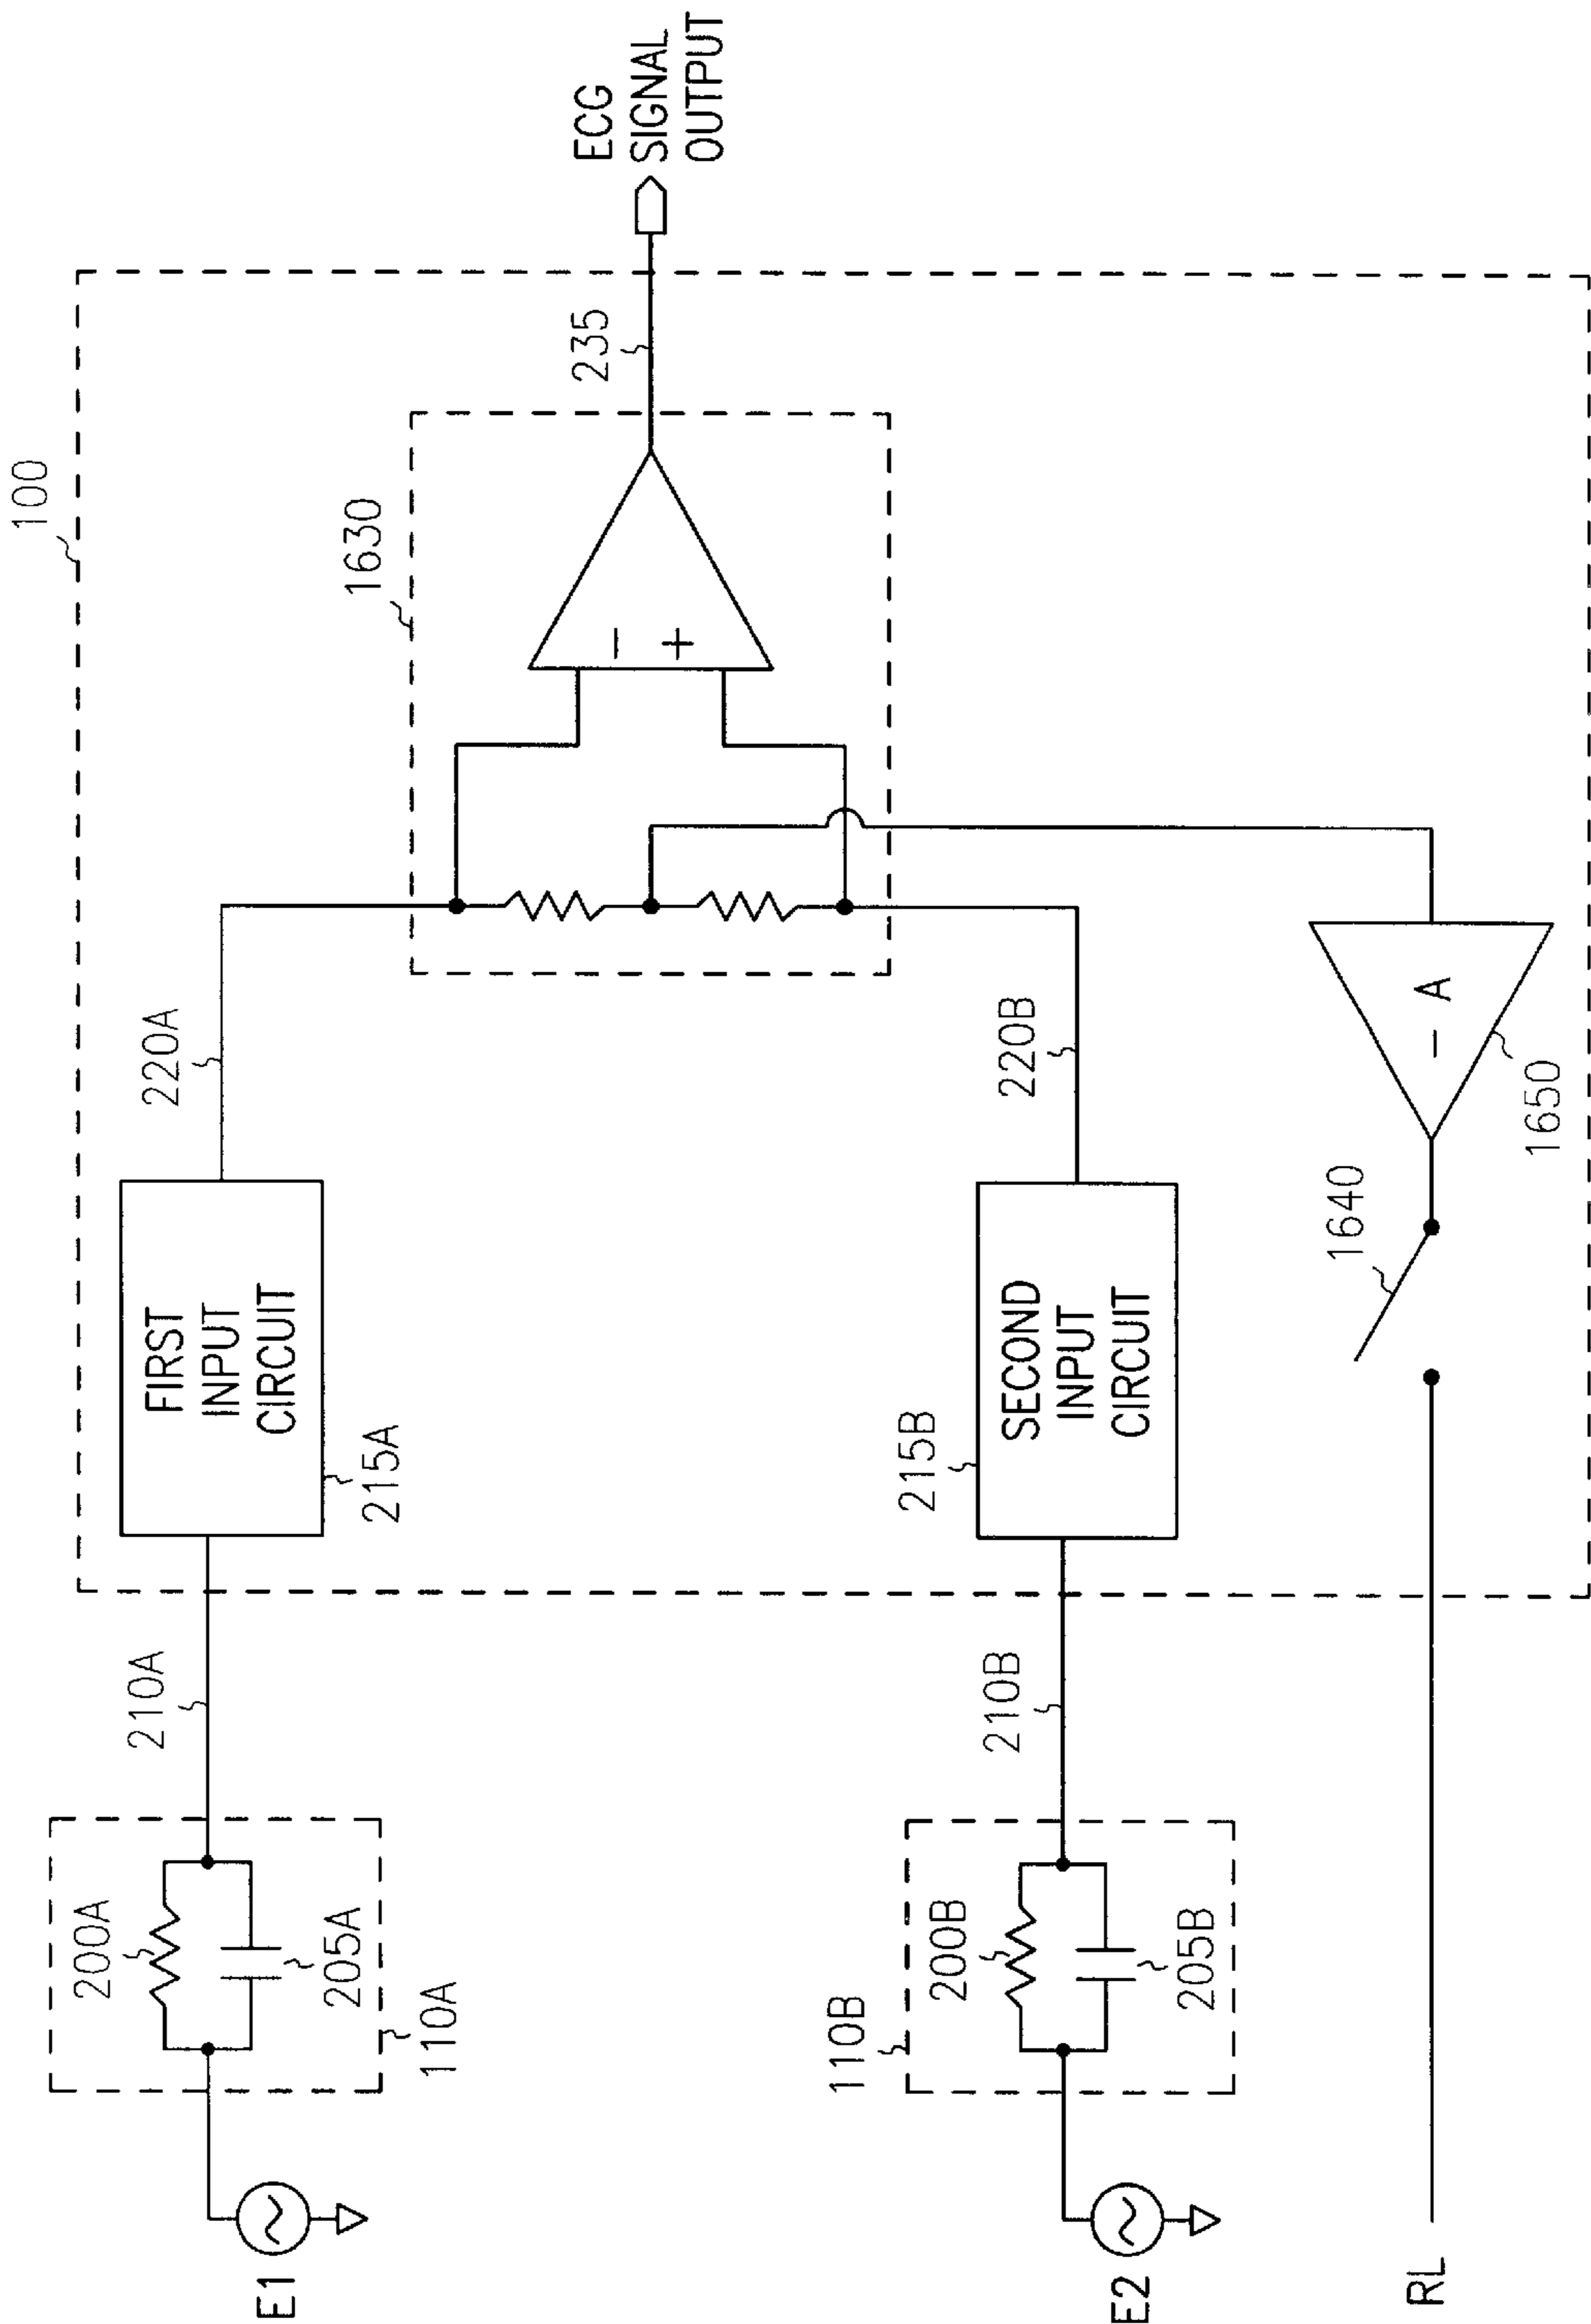 100
ECG
SIGNAL
OUTPUT
235
1630
−
+
220A
220B
FIRST
INPUT
CIRCUIT
215A
SECOND
INPUT
CIRCUIT
215B
− A
1650
1640
210A
210B
200A
205A
110A
200B
205B
110B
E1
E2
RL